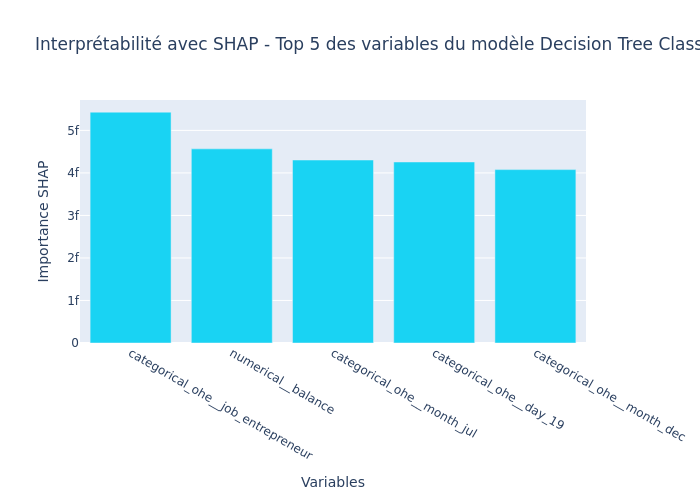 Interprétabilité avec SHAP - Top 5 des variables du modèle Decision Tree Class
Importance SHAP
5f
4f
3f
2f
1f
0
categorical_ohe__job_entrepreneur
numerical__balance
categorical_ohe__month_jul
categorical_ohe__day_19
categorical_ohe__month_dec
Variables